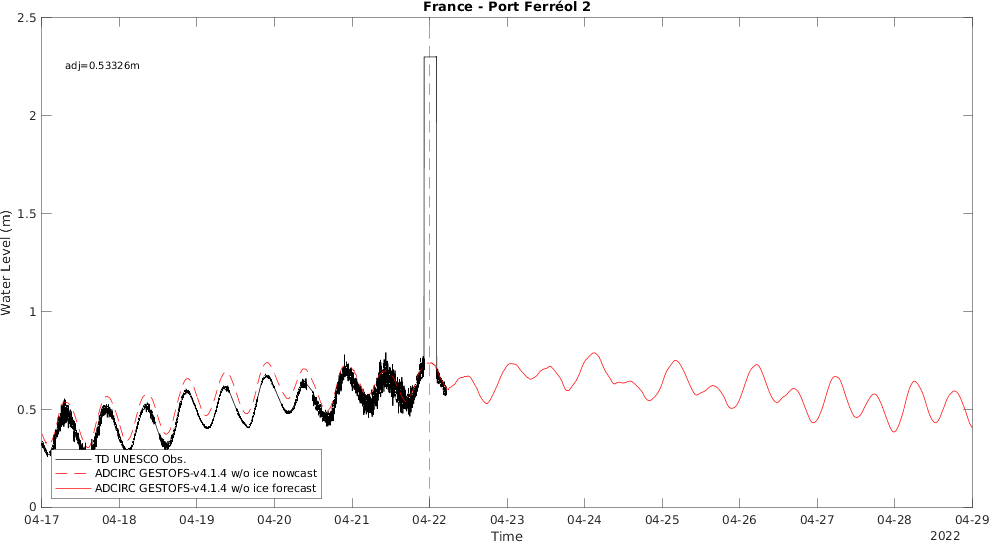 France - Port Ferréol 2
adj=0.53326m
Water Level (m)
2.5
2
1.5
1
0.5
0
TD UNESCO Obs.
ADCIRC GESTOFS-v4.1.4 w/o ice nowcast
ADCIRC GESTOFS-v4.1.4 w/o ice forecast
04-17 04-18 04-19 04-20 04-21 04-22 04-23 04-24 04-25 04-26 04-27 04-28 04-29
Time
2022